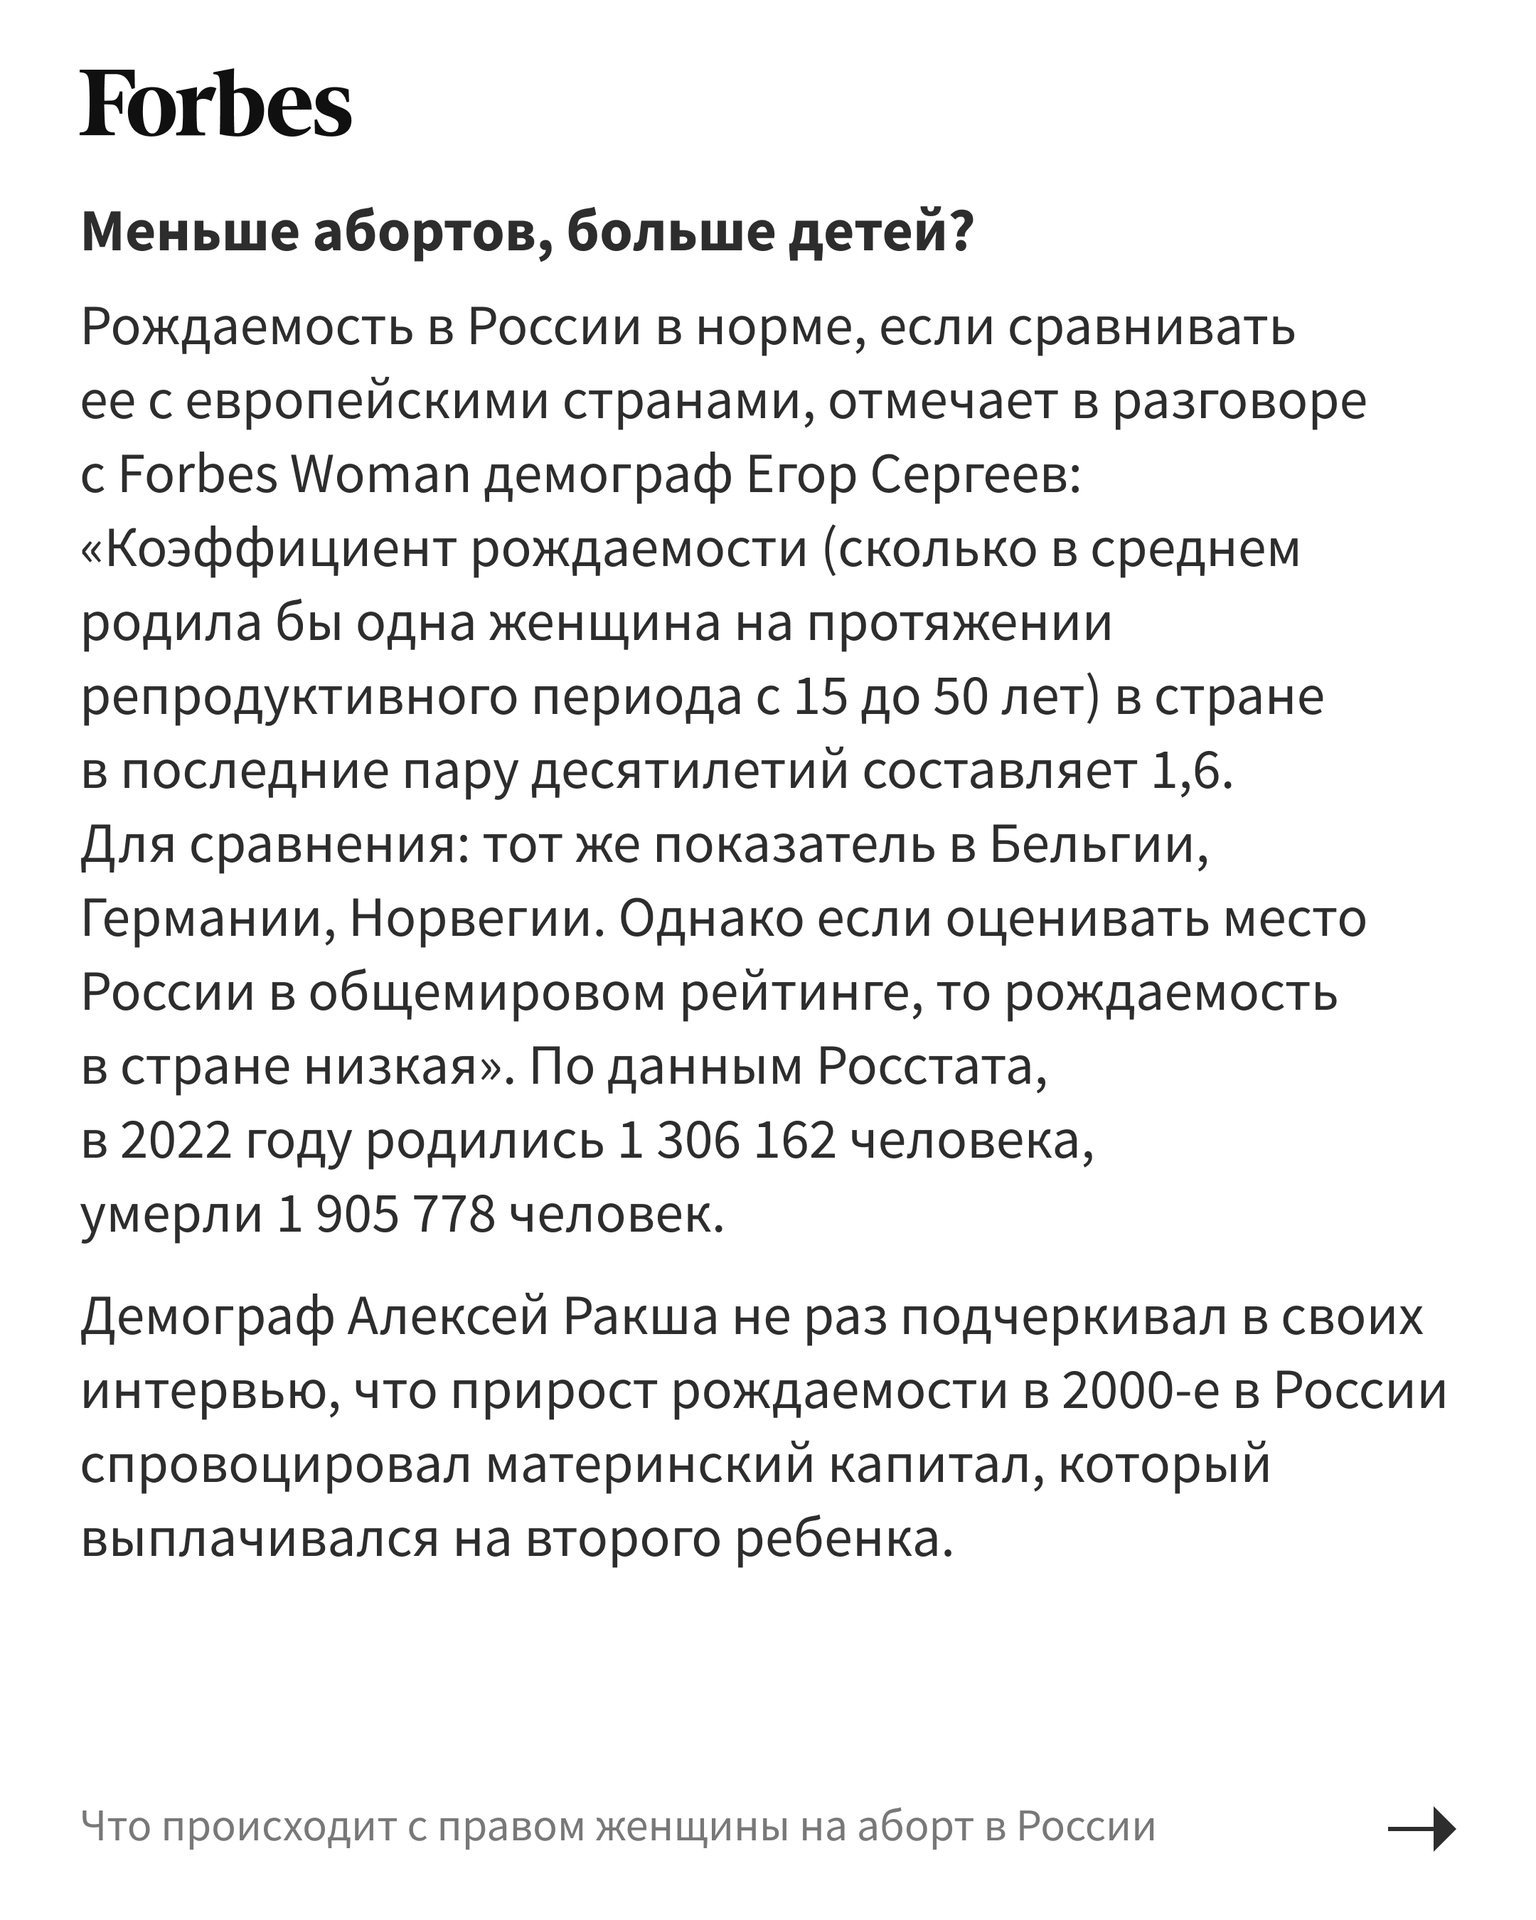 Forbes
Меньше абортов, больше детей?
Рождаемость в России в норме, если сравнивать
ее с европейскими странами, отмечает в разговоре
с Forbes Woman демограф Егор Сергеев:
«Коэффициент рождаемости (сколько в среднем
родила бы одна женщина на протяжении
репродуктивного периода с 15 до 50 лет) в стране
в последние пару десятилетий составляет 1,6.
Для сравнения: тот же показатель в Бельгии,
Германии, Норвегии. Однако если оценивать место
России в общемировом рейтинге, то рождаемость
в стране низкая». По данным Росстата,
в 2022 году родились 1 306 162 человека,
умерли 1 905 778 человек.
Демограф Алексей Ракша не раз подчеркивал в своих
интервью, что прирост рождаемости в 2000-е в России
спровоцировал материнский капитал, который
выплачивался на второго ребенка.
Что происходит с правом женщины на аборт в России